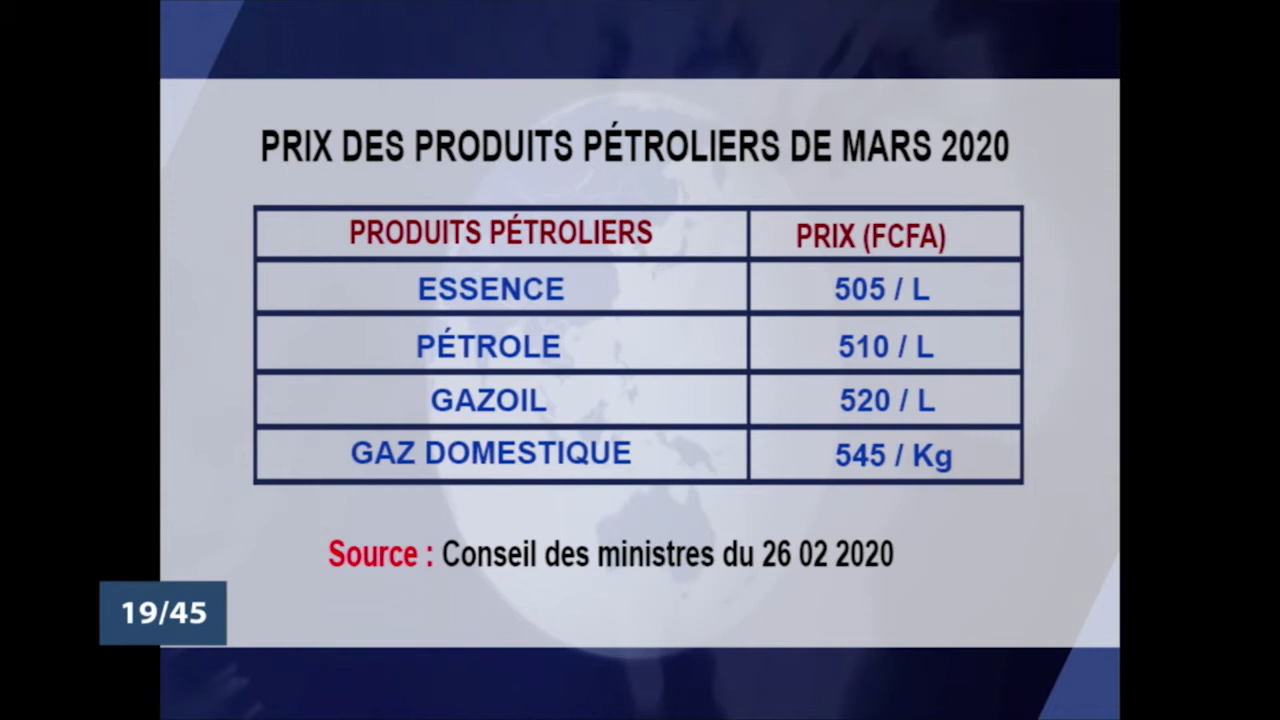 PRIX DES PRODUITS PÉTROLIERS DE MARS 2020
PRODUITS PÉTROLIERS PRIX (FCFA)
ESSENCE 505 / L
PÉTROLE 510 / L
GAZOIL 520 / L
GAZ DOMESTIQUE 545 / Kg
Source : Conseil des ministres du 26 02 2020
19/45